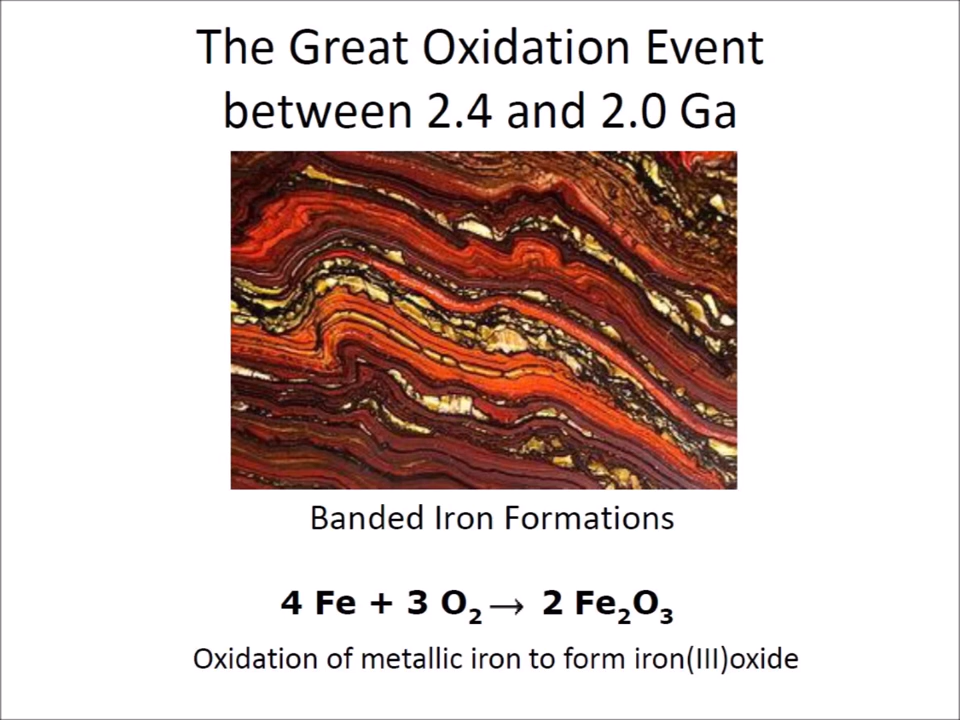 The Great Oxidation Event
between 2.4 and 2.0 Ga
Banded Iron Formations
4 Fe + 3 O₂ → 2 Fe₂O₃
Oxidation of metallic iron to form iron(III)oxide